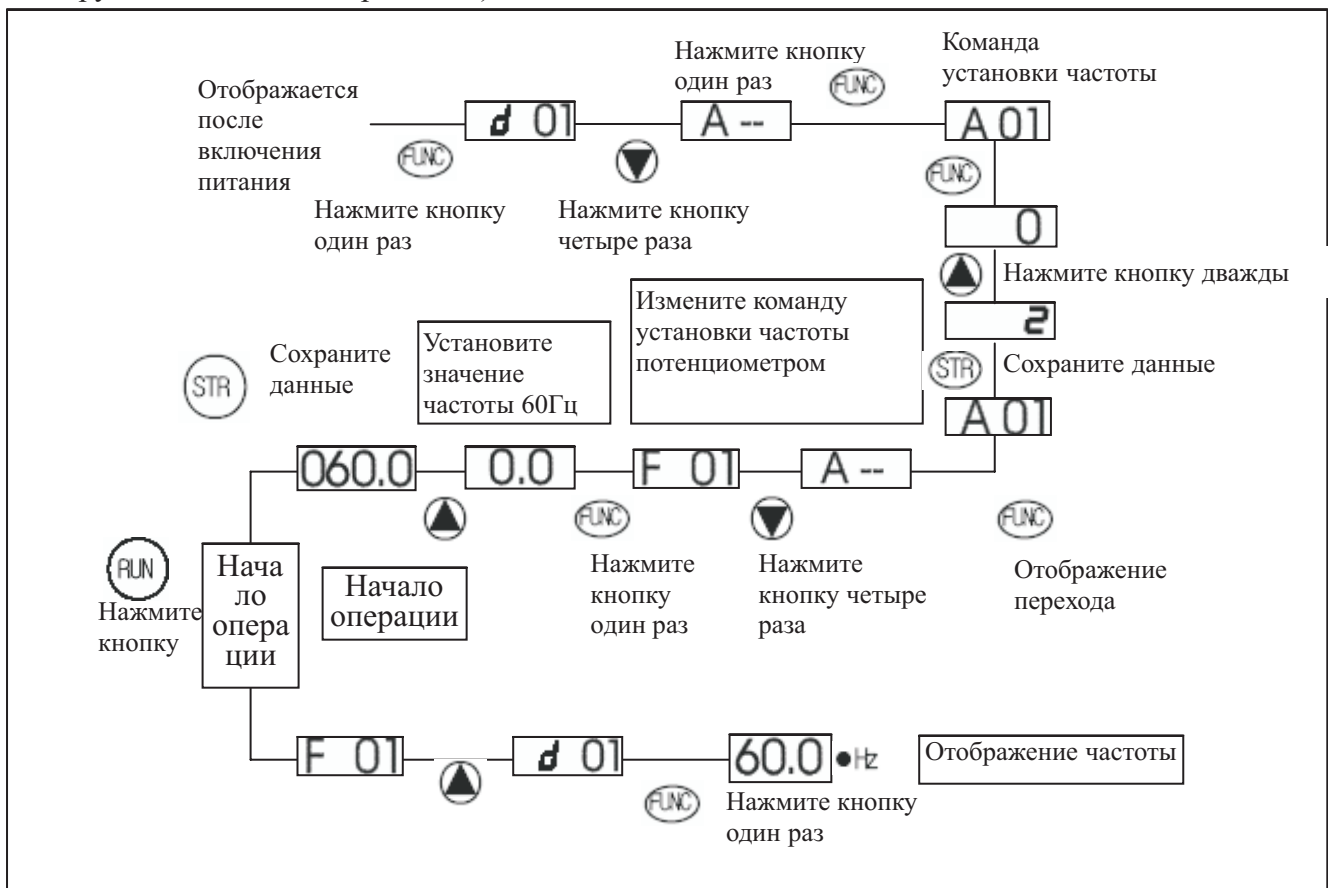 Нажмите кнопку
один раз
FUNC
Команда
установки частоты
Отображается
после
включения
питания
d 01
A --
A 01
FUNC
FUNC
Нажмите кнопку
один раз
Нажмите кнопку
четыре раза
0
Нажмите кнопку дважды
2
Измените команду
установки частоты
потенциометром
Установите
значение
частоты 60Гц
Сохраните
данные
STR
STR
Сохраните данные
A 01
060.0
0.0
F 01
A --
FUNC
FUNC
RUN
Нажмите
кнопку
Нача
ло
опера
ции
Начало
операции
Нажмите
кнопку
один раз
Нажмите
кнопку четыре
раза
Отображение
перехода
F 01
d 01
60.0
Hz
Отображение частоты
FUNC
Нажмите кнопку
один раз